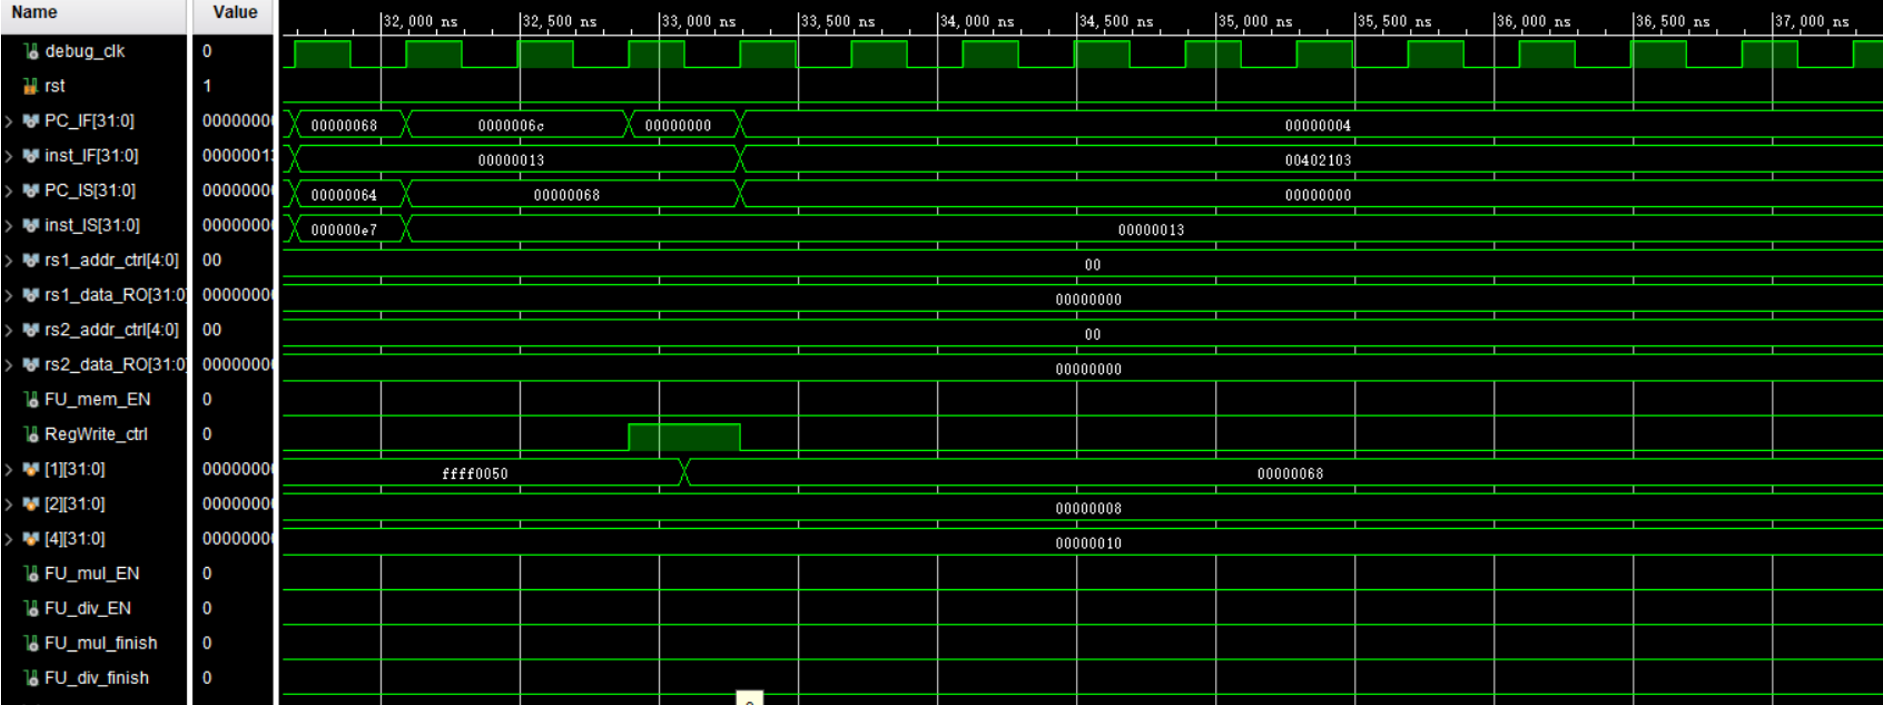 Name Value 32,000 ns 32,500 ns 33,000 ns 33,500 ns 34,000 ns 34,500 ns 35,000 ns 35,500 ns 36,000 ns 36,500 ns 37,000 ns
debug_clk 0
rst 1
PC_IF[31:0] 00000000 00000068 0000006c 00000000 00000004
inst_IF[31:0] 00000013 00000013 00402103
PC_IS[31:0] 00000000 00000064 00000068 00000000
inst_IS[31:0] 00000000 000000e7 00000013
rs1_addr_ctrl[4:0] 00 00
rs1_data_RO[31:0] 00000000 00000000
rs2_addr_ctrl[4:0] 00 00
rs2_data_RO[31:0] 00000000 00000000
FU_mem_EN 0
RegWrite_ctrl 0
[1][31:0] 00000000 ffff0050 00000068
[2][31:0] 00000000 00000008
[4][31:0] 00000000 00000010
FU_mul_EN 0
FU_div_EN 0
FU_mul_finish 0
FU_div_finish 0